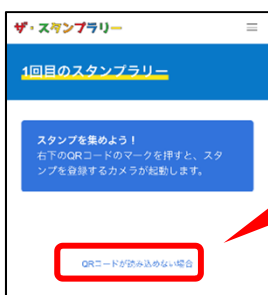 ザ・スタンプラリー
1回目のスタンプラリー
スタンプを集めよう！
右下のQRコードのマークを押すと、スタ
ンプを登録するカメラが起動します。
QRコードが読み込めない場合